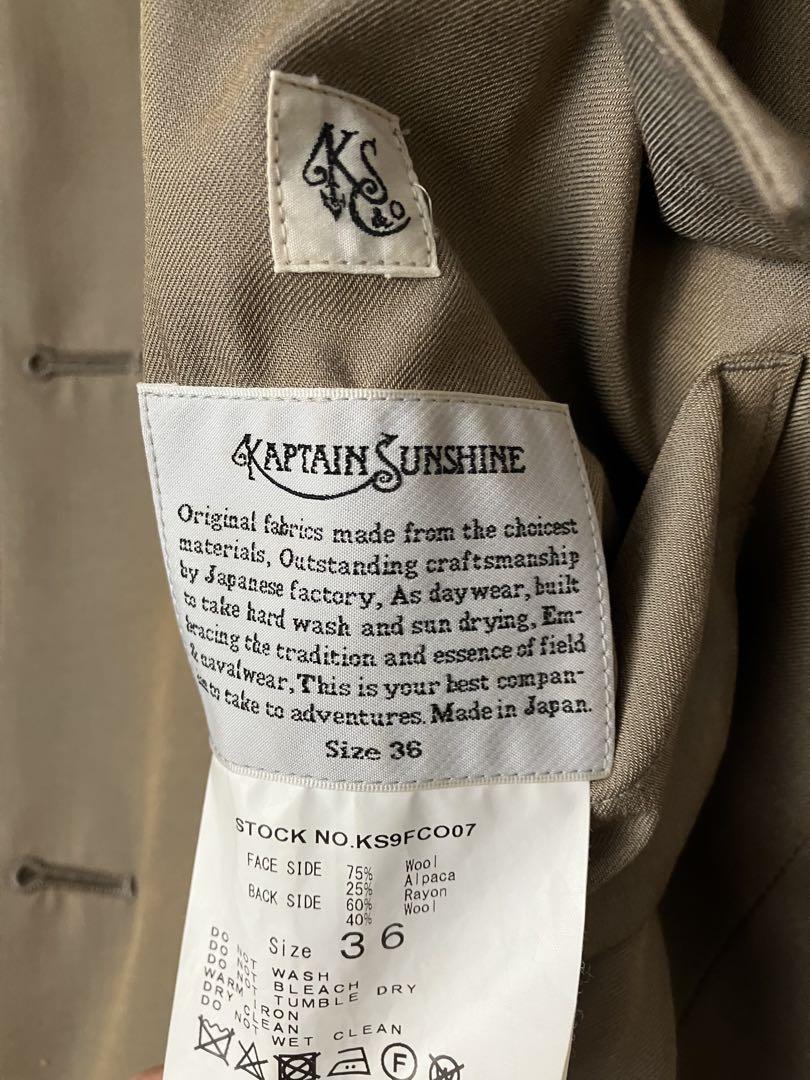 KS
&Co
KAPTAIN SUNSHINE
Original fabrics made from the choicest
materials, Outstanding craftsmanship
by Japanese factory, As daywear, built
to take hard wash and sun drying, Em-
bracing the tradition and essence of field
& navalwear, This is your best compan-
to take to adventures. Made in Japan.
Size 36
STOCK NO.KS9FCO07
FACE SIDE 75% Wool
25% Alpaca
BACK SIDE 60% Rayon
40% Wool
Size 36
DO NOT WASH
DO NOT BLEACH
DO NOT TUMBLE DRY
WARM IRON
DRY CLEAN
DO NOT WET CLEAN
F